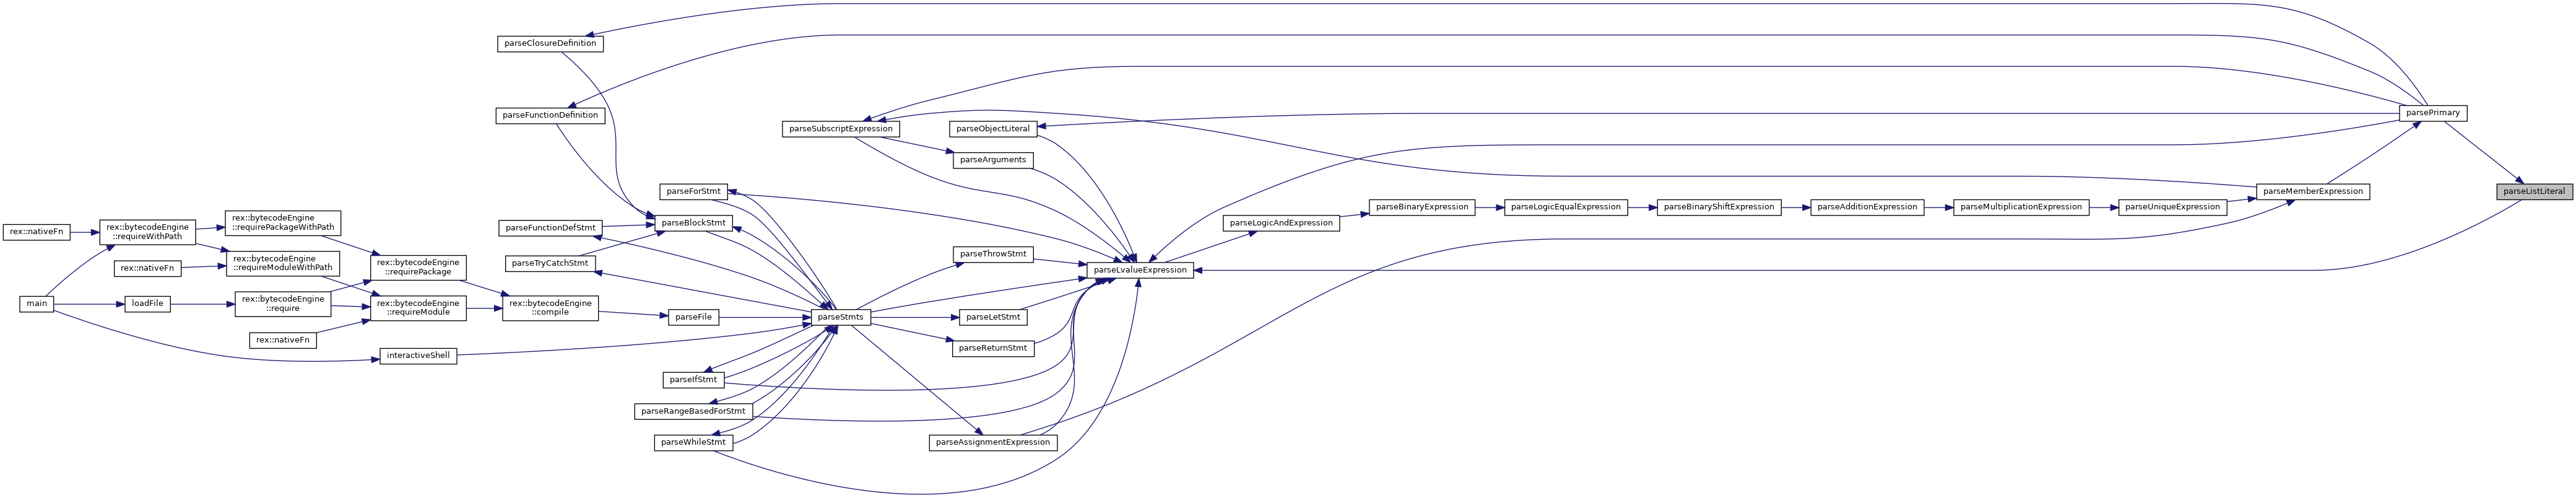 parseClosureDefinition
parseFunctionDefinition
parsePrimary
parseSubscriptExpression
parseObjectLiteral
parseArguments
parseForStmt
parseListLiteral
parseMemberExpression
parseBinaryExpression
parseLogicEqualExpression
parseBinaryShiftExpression
parseAdditionExpression
parseMultiplicationExpression
parseUniqueExpression
rex::bytecodeEngine
::requirePackageWithPath
parseLogicAndExpression
parseBlockStmt
parseFunctionDefStmt
rex::nativeFn
rex::bytecodeEngine
::requireWithPath
parseThrowStmt
rex::bytecodeEngine
::requireModuleWithPath
parseTryCatchStmt
rex::nativeFn
rex::bytecodeEngine
::requirePackage
parseLvalueExpression
main
loadFile
rex::bytecodeEngine
::require
rex::bytecodeEngine
::requireModule
rex::bytecodeEngine
::compile
parseFile
parseStmts
parseLetStmt
rex::nativeFn
parseReturnStmt
interactiveShell
parseIfStmt
parseRangeBasedForStmt
parseWhileStmt
parseAssignmentExpression